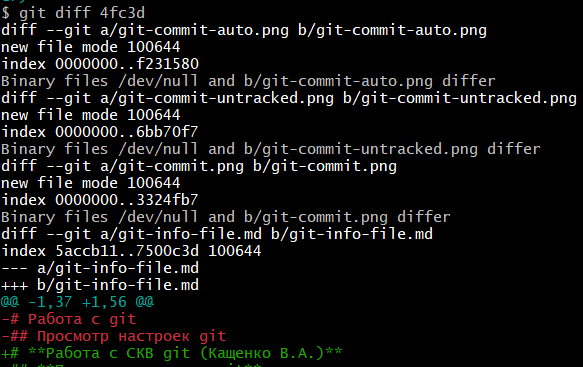 $ git diff 4fc3d
diff --git a/git-commit-auto.png b/git-commit-auto.png
new file mode 100644
index 0000000..f231580
Binary files /dev/null and b/git-commit-auto.png differ
diff --git a/git-commit-untracked.png b/git-commit-untracked.png
new file mode 100644
index 0000000..6bb70f7
Binary files /dev/null and b/git-commit-untracked.png differ
diff --git a/git-commit.png b/git-commit.png
new file mode 100644
index 0000000..3324fb7
Binary files /dev/null and b/git-commit.png differ
diff --git a/git-info-file.md b/git-info-file.md
index 5accb11..7500c3d 100644
--- a/git-info-file.md
+++ b/git-info-file.md
@@ -1,37 +1,56 @@
-# Работа с git
-## Просмотр настроек git
+# **Работа с СКВ git (Кащенко В.А.)**